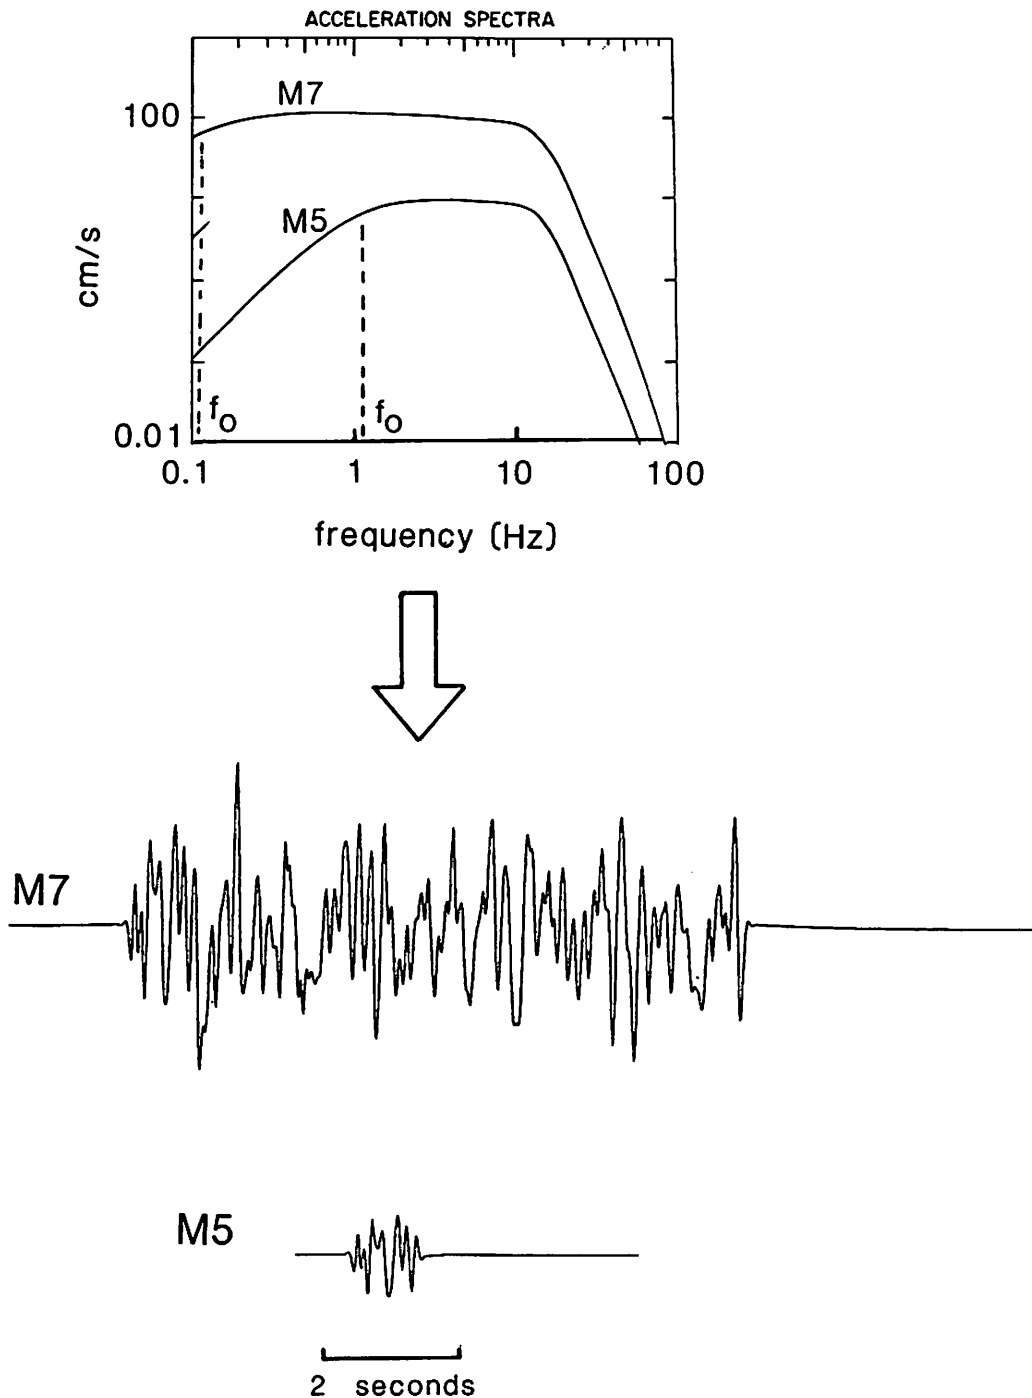 ACCELERATION SPECTRA
M7
100
M5
cm/s
fo
fo
0.01
0.1
1
10
100
frequency (Hz)
M7
M5
2 seconds